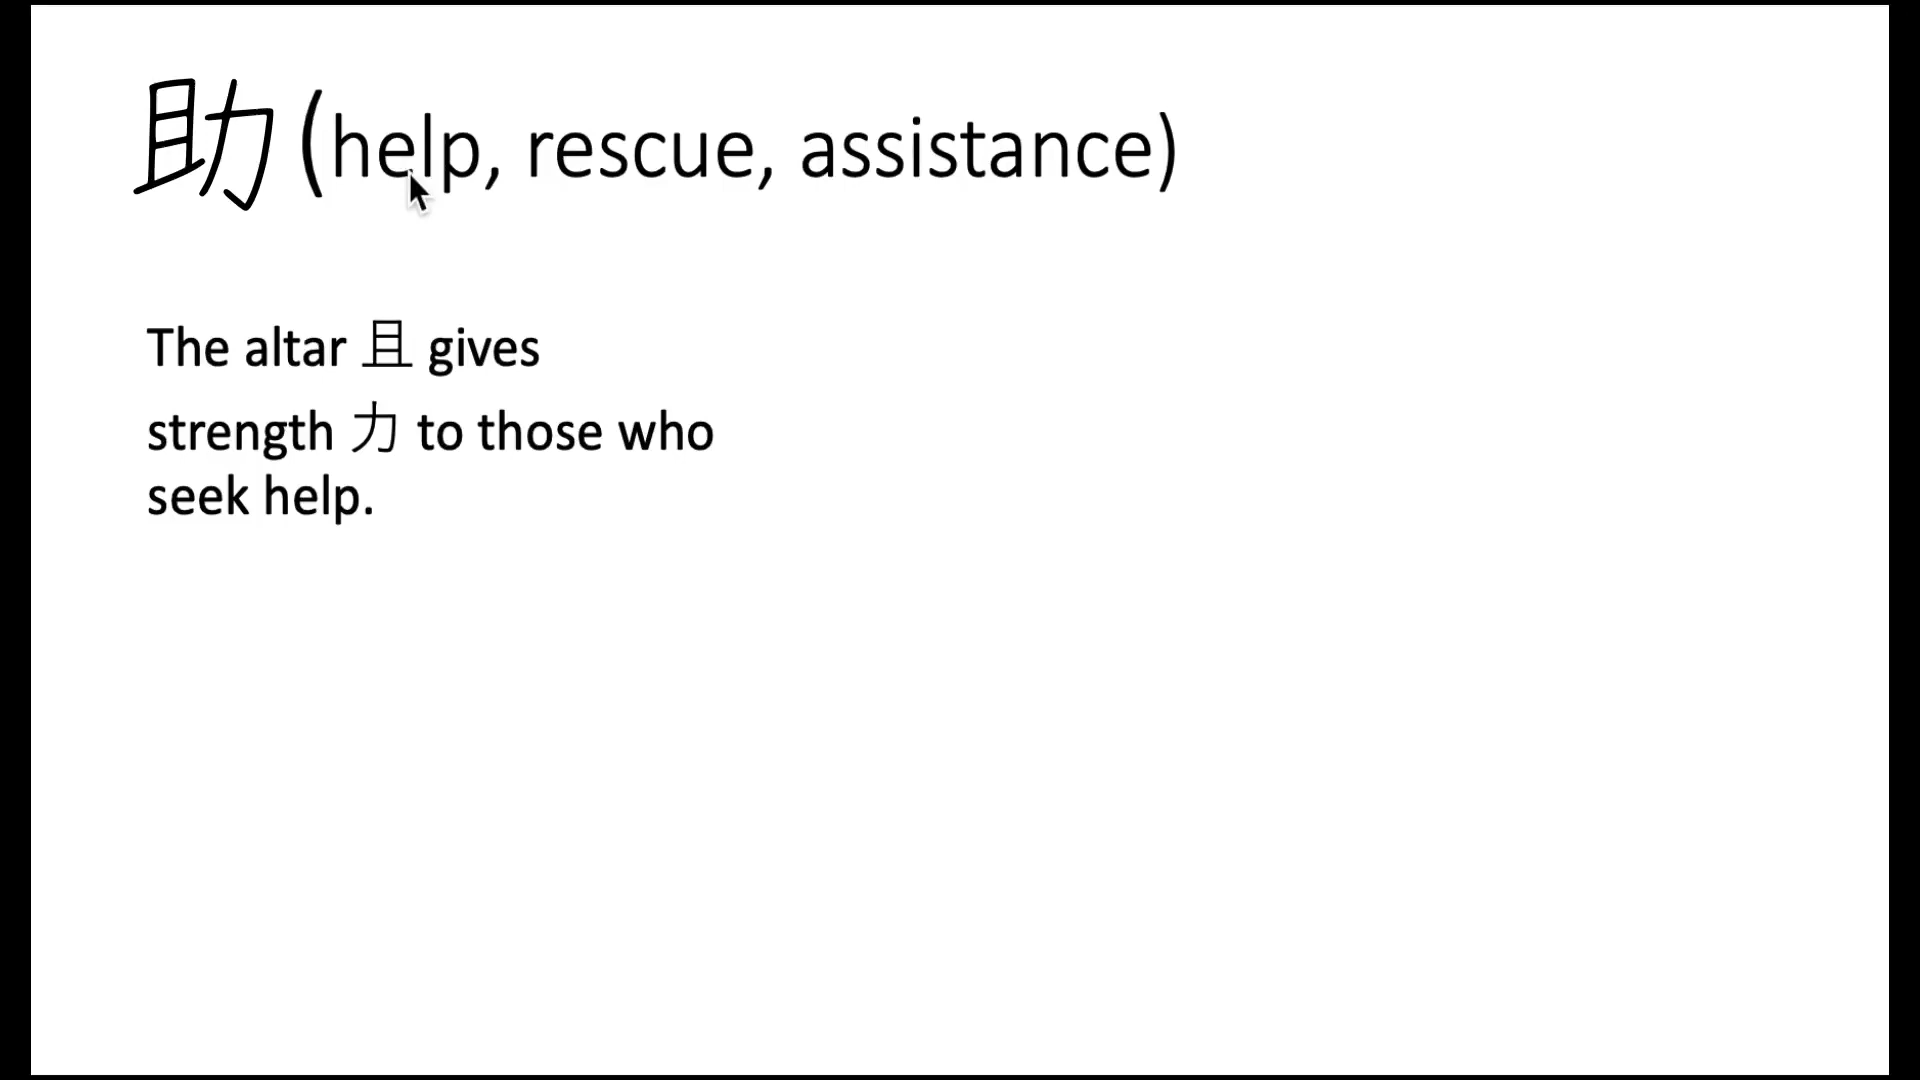 助 (help, rescue, assistance)
The altar 且 gives
strength 力 to those who
seek help.